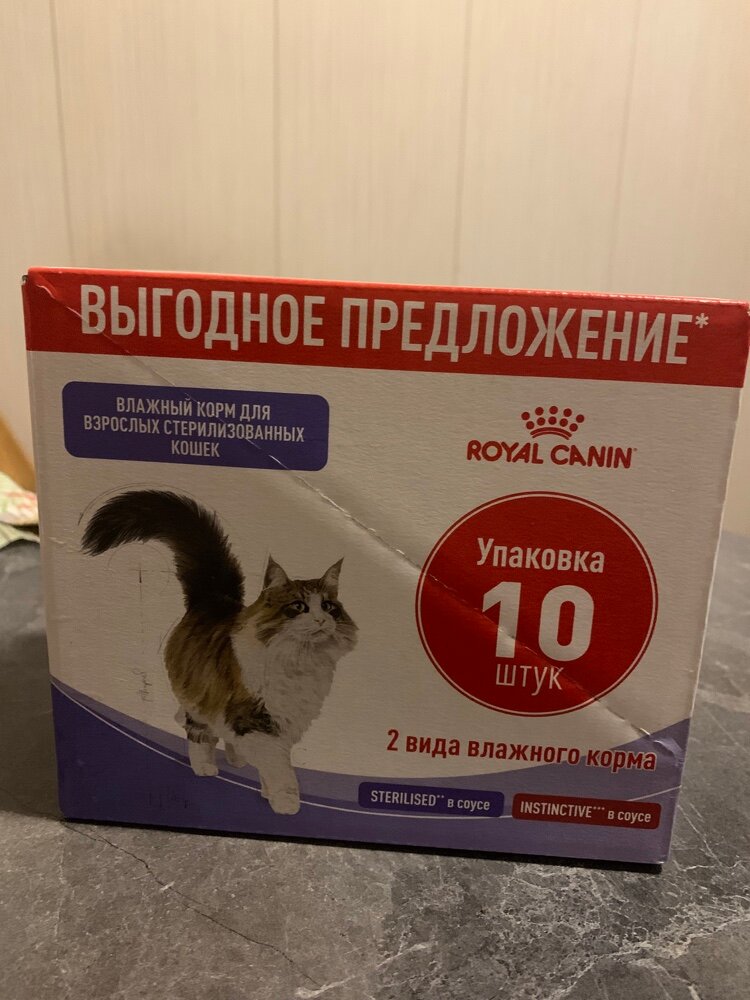 ВЫГОДНОЕ ПРЕДЛОЖЕНИЕ*
ВЛАЖНЫЙ КОРМ ДЛЯ
ВЗРОСЛЫХ СТЕРИЛИЗОВАННЫХ
КОШЕК
ROYAL CANIN
Упаковка
10
штук
2 вида влажного корма
STERILISED** в соусе
INSTINCTIVE*** в соусе